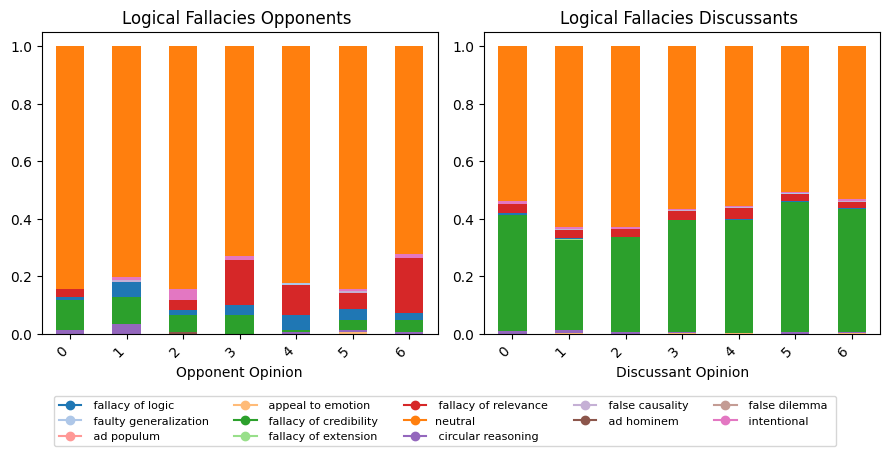 Logical Fallacies Opponents
Logical Fallacies Discussants
1.0
0.8
0.6
0.4
0.2
0.0
0 1 2 3 4 5 6
Opponent Opinion
1.0
0.8
0.6
0.4
0.2
0.0
0 1 2 3 4 5 6
Discussant Opinion
fallacy of logic
faulty generalization
ad populum
appeal to emotion
fallacy of credibility
fallacy of extension
fallacy of relevance
neutral
circular reasoning
false causality
ad hominem
false dilemma
intentional